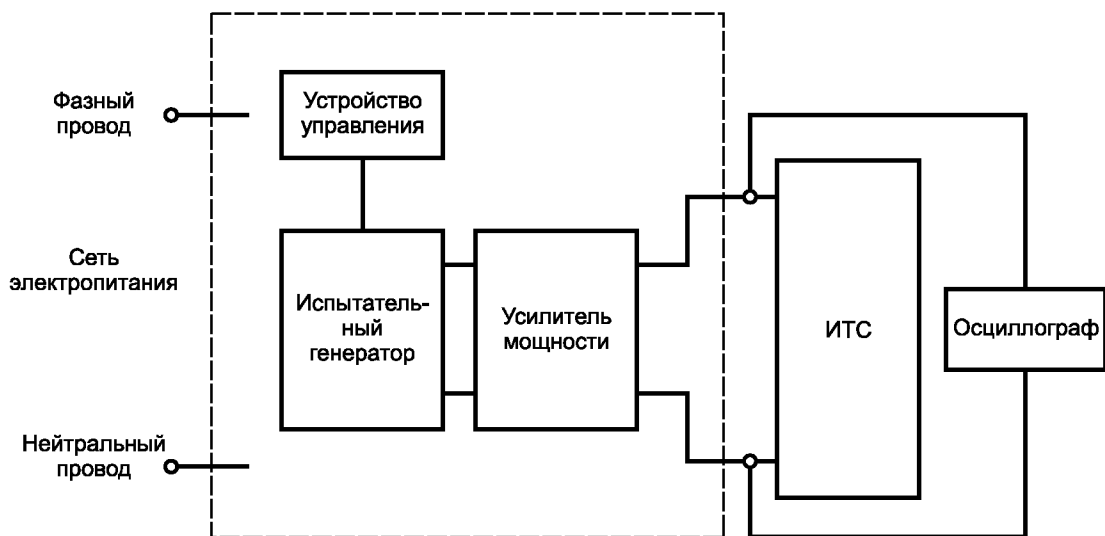 Фазный
провод
Устройство
управления
Сеть
электропитания
Испытатель-
ный
генератор
Усилитель
мощности
ИТС
Осциллограф
Нейтральный
провод